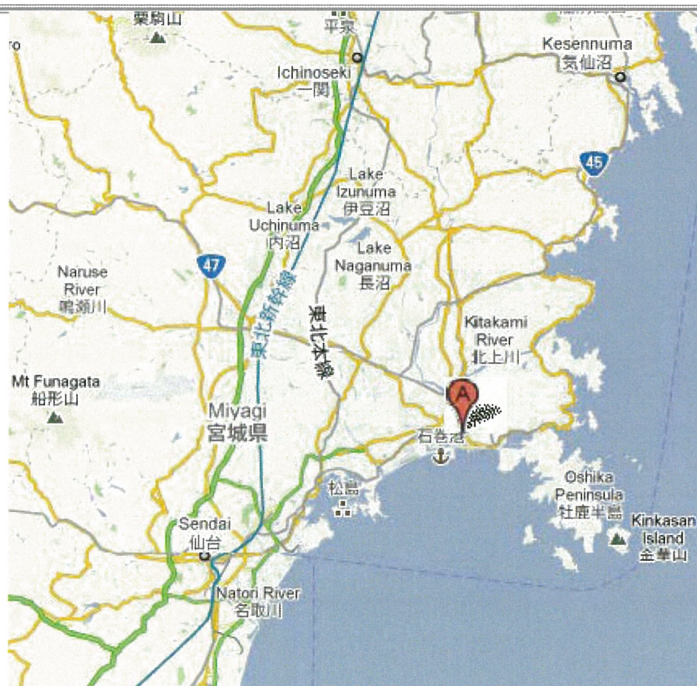 栗駒山
平泉
ro
Kesennuma
気仙沼
Ichinoseki
一関
45
Lake
Izunuma
伊豆沼
Lake
Uchinuma
内沼
47
Lake
Naganuma
長沼
Naruse
River
鳴瀬川
東北新幹線
東北本線
Kitakami
River
北上川
Mt Funagata
船形山
A
Miyagi
宮城県
石巻港
Oshika
Peninsula
牡鹿半島
松島
Kinkasan
Island
金華山
Sendai
仙台
Natori River
名取川